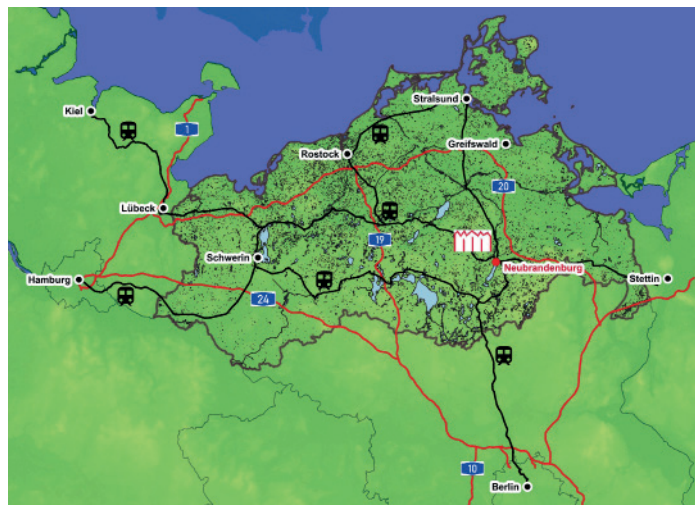 Stralsund
Kiel
1
Greifswald
Rostock
20
Lübeck
19
Schwerin
Neubrandenburg
Hamburg
Stettin
24
10
Berlin